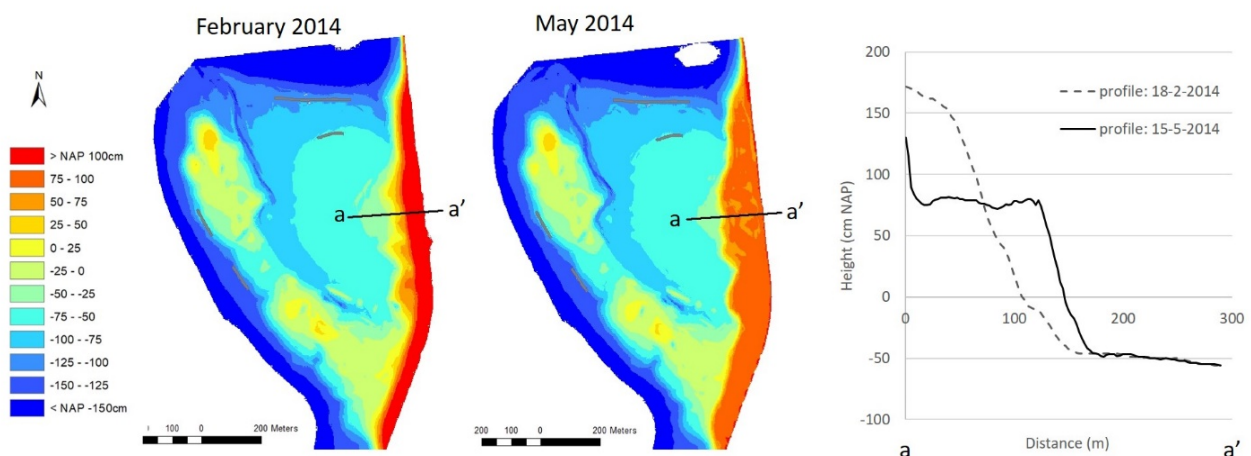 February 2014
May 2014
N
> NAP 100cm
75 - 100
50 - 75
25 - 50
0 - 25
-25 - 0
-50 - -25
-75 - -50
-100 - -75
-125 - -100
-150 - -125
< NAP -150cm
a
a'
100 0 200 Meters
a
a'
200 100 0 200 Meters
200
150
100
50
0
-50
-100
Height (cm NAP)
profile: 18-2-2014
profile: 15-5-2014
0
100
200
300
Distance (m)
a
a'